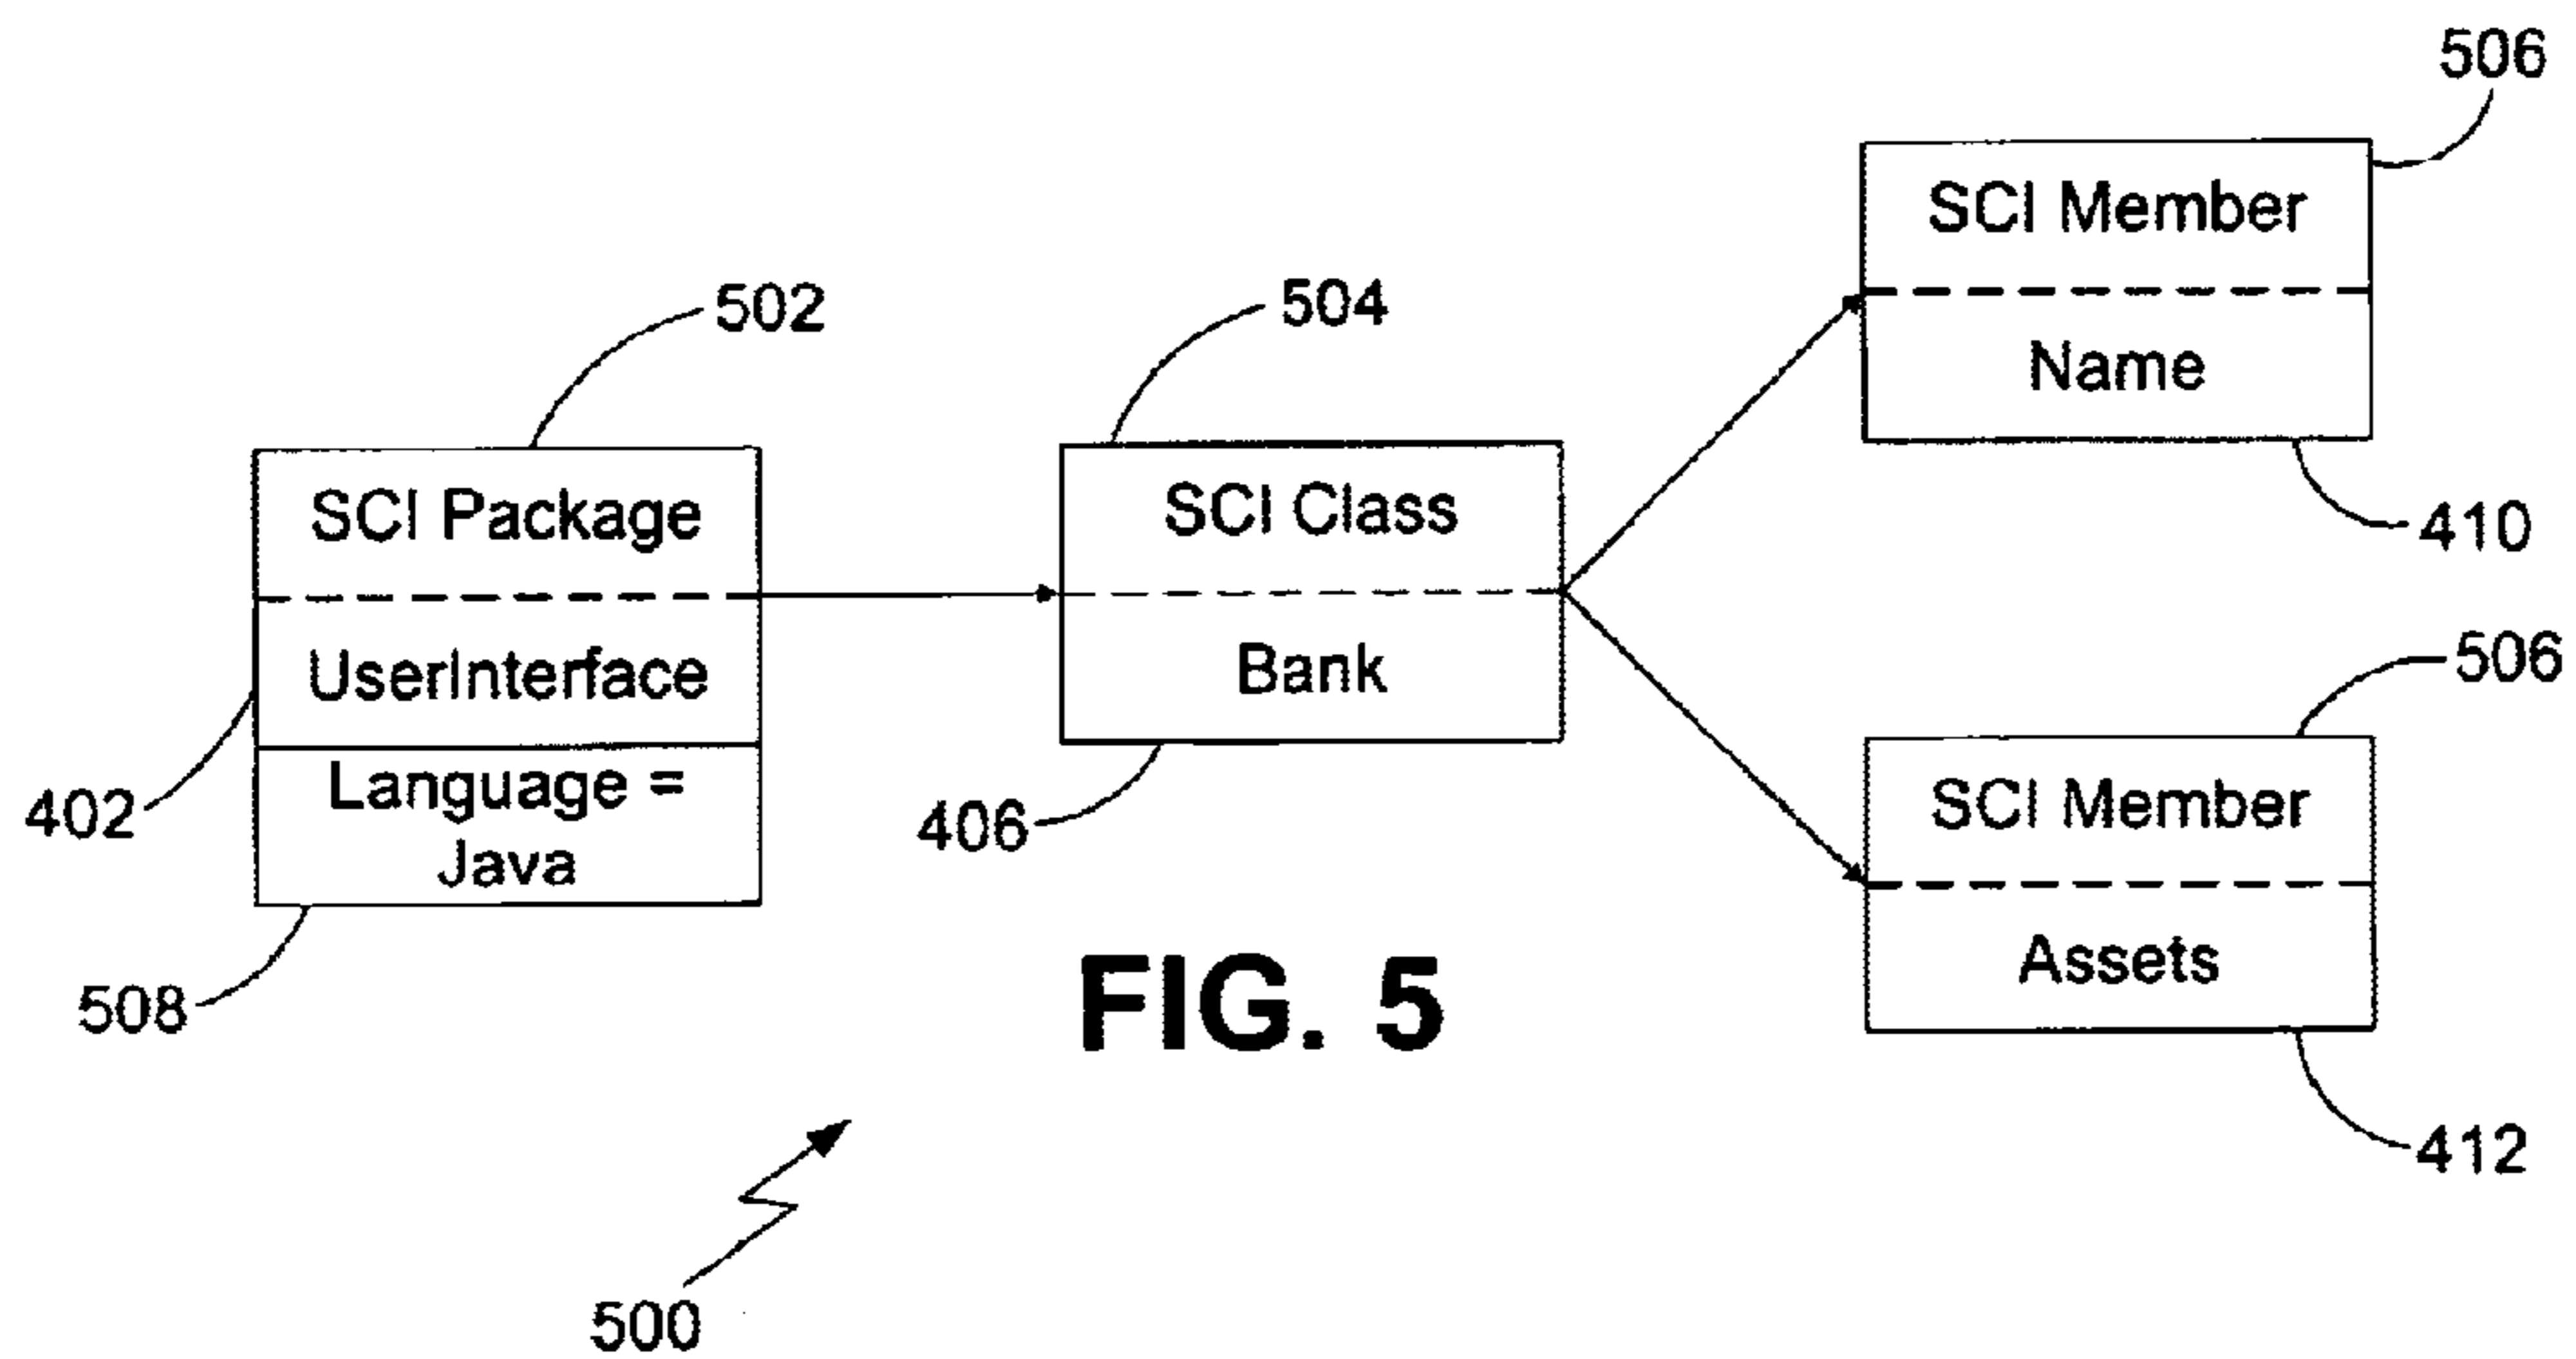 506
SCI Member
Name
410
502
SCI Package
UserInterface
Language =
Java
402
508
504
SCI Class
Bank
406
506
SCI Member
Assets
412
FIG. 5
500